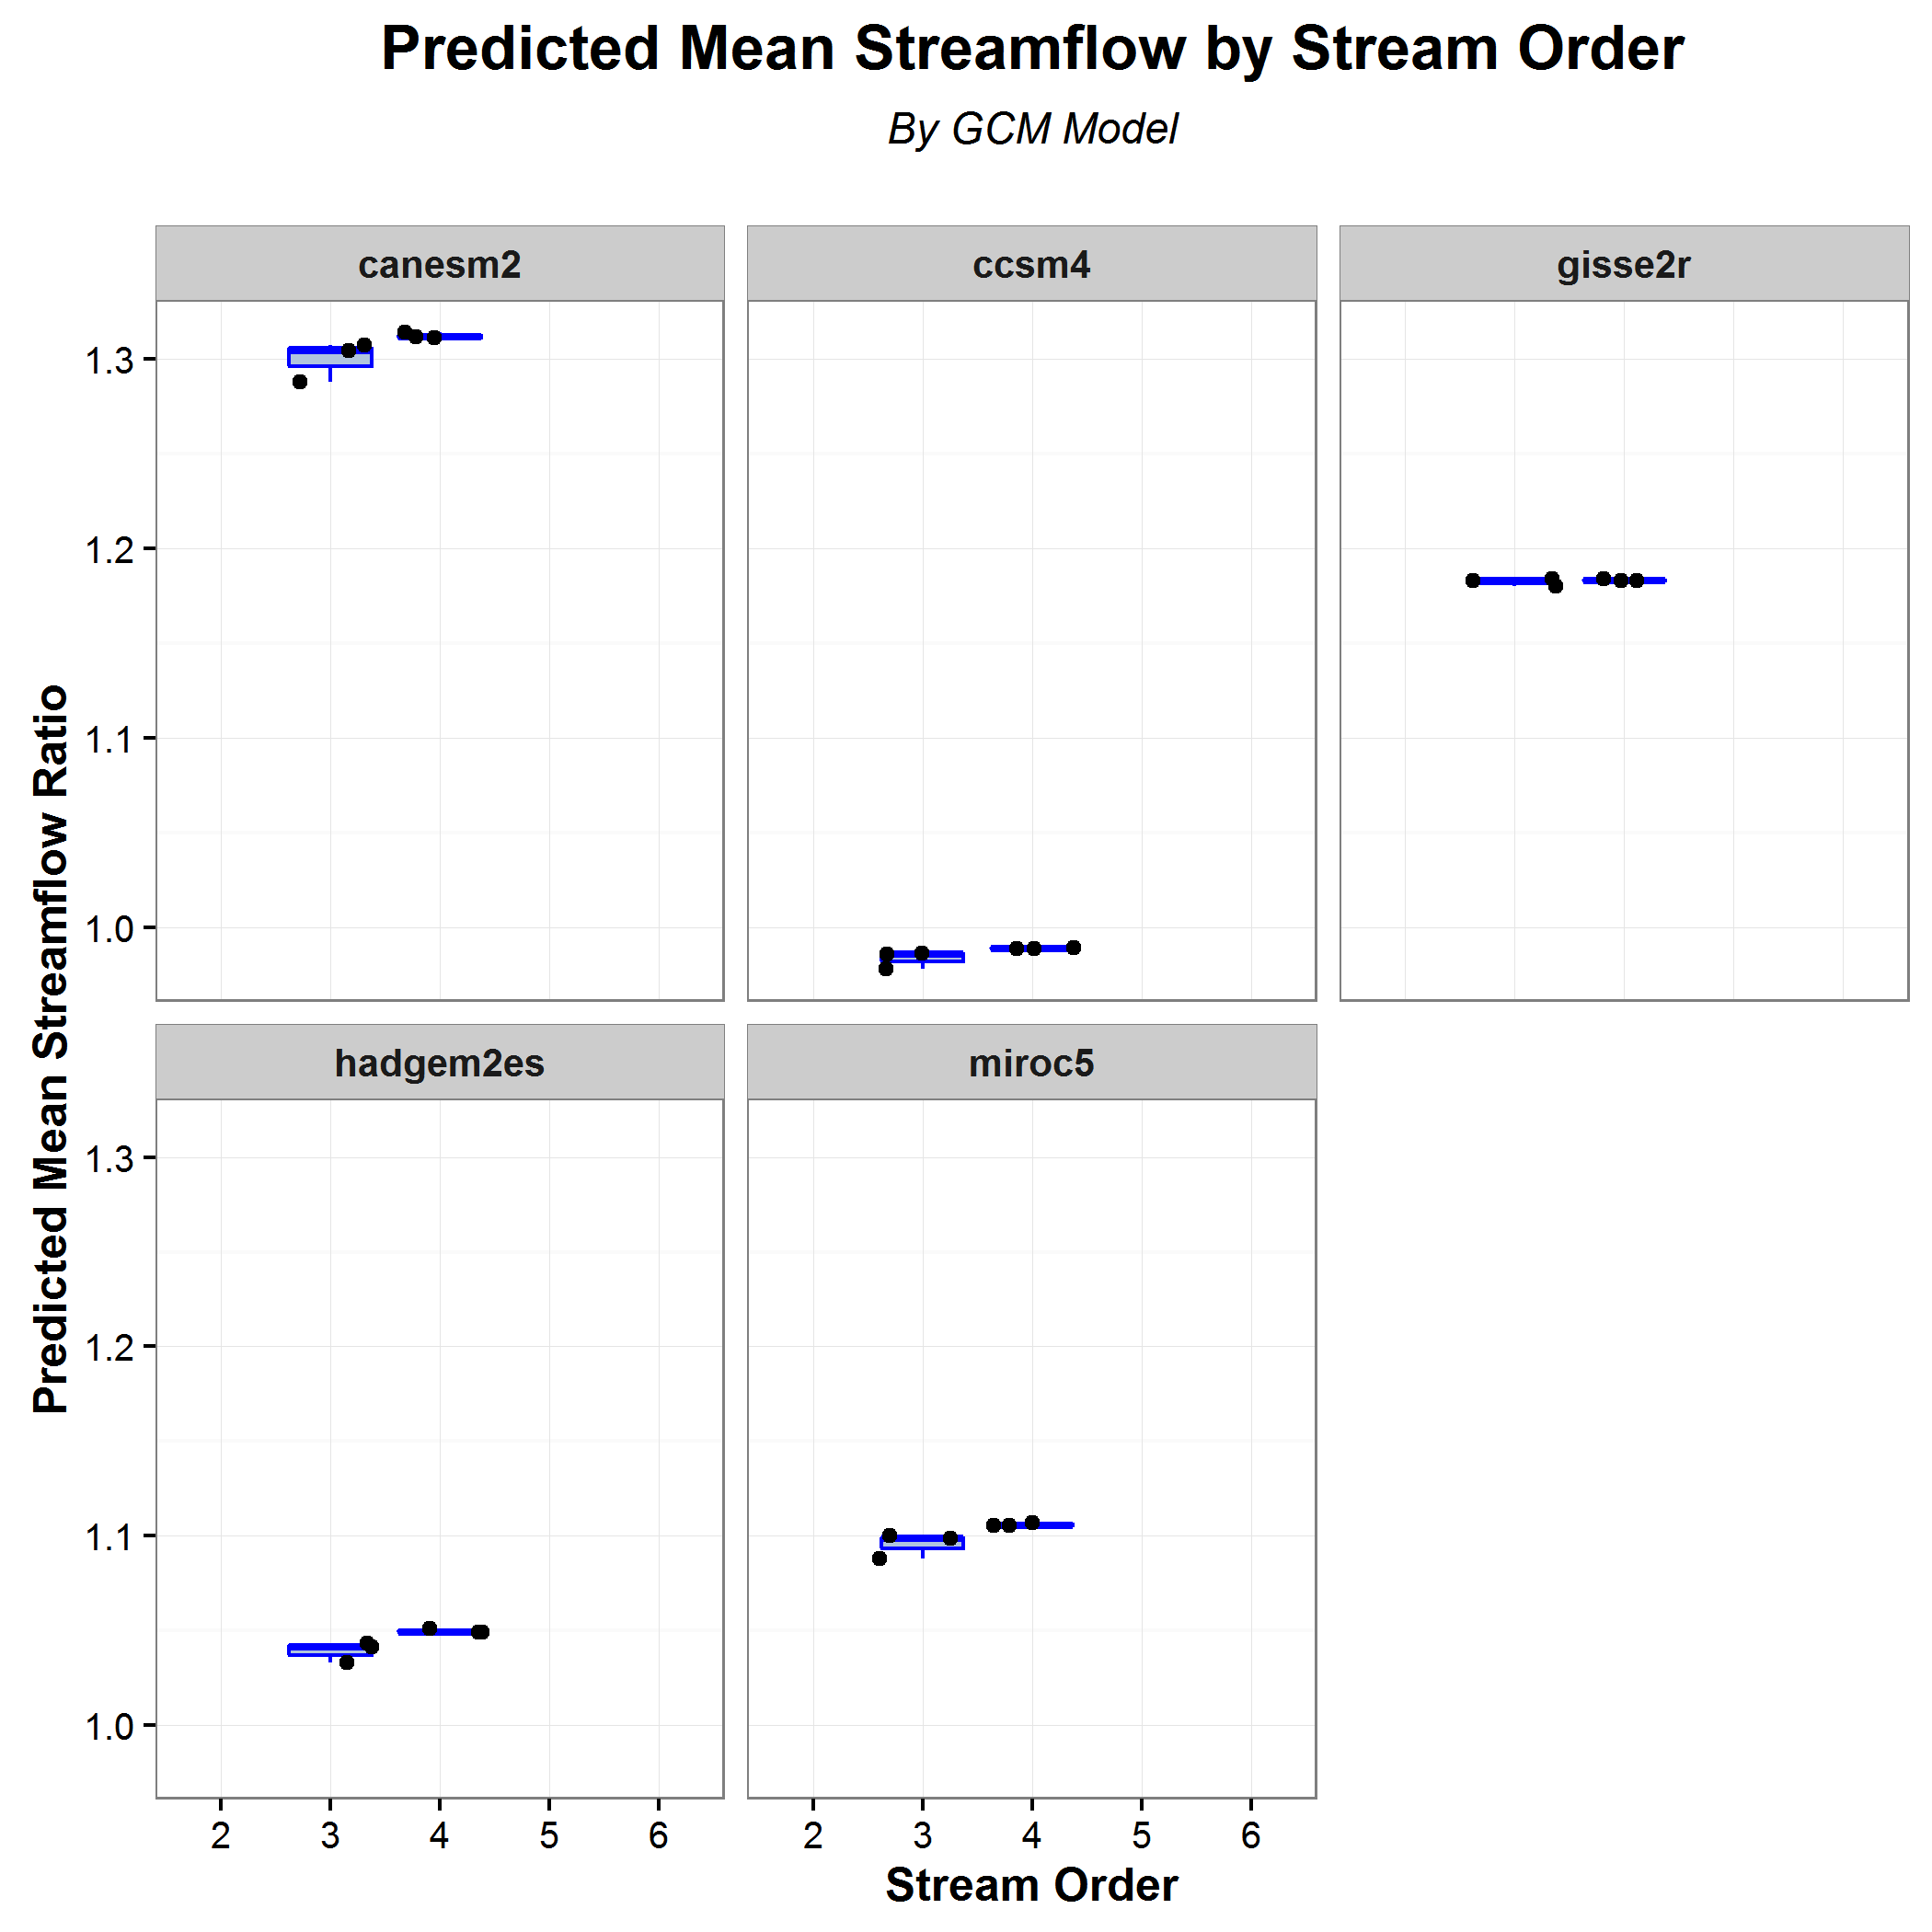 Predicted Mean Streamflow by Stream Order
By GCM Model
canesm2
ccsm4
gisse2r
1.3
1.2
1.1
1.0
Predicted Mean Streamflow Ratio
hadgem2es
miroc5
1.3
1.2
1.1
1.0
2 3 4 5 6
2 3 4 5 6
Stream Order